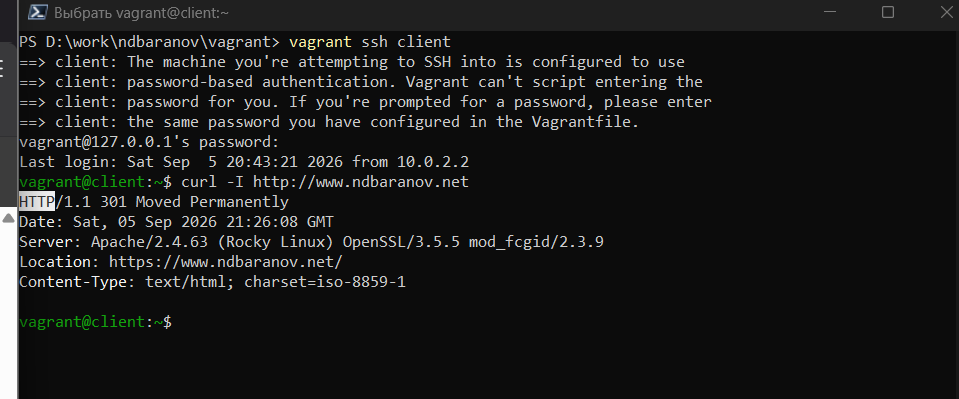 Выбрать vagrant@client:~
PS D:\work\ndbaranov\vagrant> vagrant ssh client
==> client: The machine you're attempting to SSH into is configured to use
==> client: password-based authentication. Vagrant can't script entering the
==> client: password for you. If you're prompted for a password, please enter
==> client: the same password you have configured in the Vagrantfile.
vagrant@127.0.0.1's password:
Last login: Sat Sep  5 20:43:21 2026 from 10.0.2.2
vagrant@client:~$ curl -I http://www.ndbaranov.net
HTTP/1.1 301 Moved Permanently
Date: Sat, 05 Sep 2026 21:26:08 GMT
Server: Apache/2.4.63 (Rocky Linux) OpenSSL/3.5.5 mod_fcgid/2.3.9
Location: https://www.ndbaranov.net/
Content-Type: text/html; charset=iso-8859-1
vagrant@client:~$